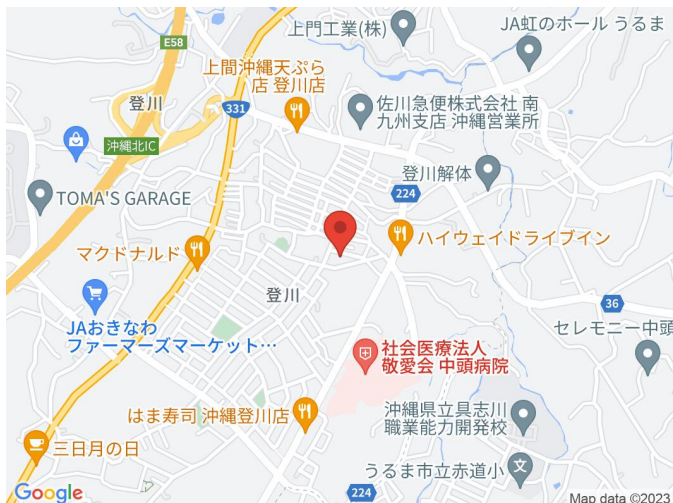 上門工業(株)
JA虹のホール うるま
E58
上間沖縄天ぷら
店 登川店
登川
331
佐川急便株式会社 南
九州支店 沖縄営業所
沖縄北IC
登川解体
224
TOMA'S GARAGE
マクドナルド
ハイウェイドライブイン
登川
36
JAおきなわ
ファーマーズマーケット…
セレモニー中頭
社会医療法人
敬愛会 中頭病院
はま寿司 沖縄登川店
沖縄県立具志川
職業能力開発校
三日月の日
うるま市立赤道小
文
224
Google
Map data ©2023